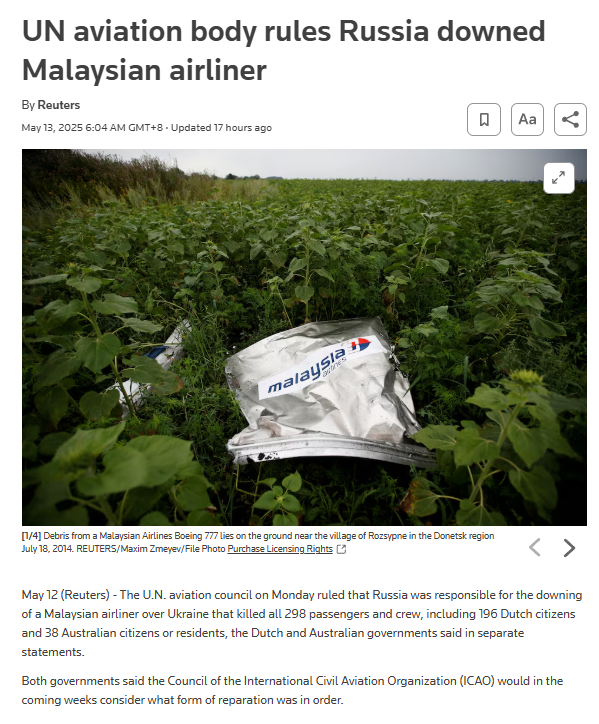 UN aviation body rules Russia downed
Malaysian airliner
By Reuters
May 13, 2025 6:04 AM GMT+8 · Updated 17 hours ago
Aa
malaysia
airlines
[1/4] Debris from a Malaysian Airlines Boeing 777 lies on the ground near the village of Rozsypne in the Donetsk region
July 18, 2014. REUTERS/Maxim Zmeyev/File Photo Purchase Licensing Rights
May 12 (Reuters) - The U.N. aviation council on Monday ruled that Russia was responsible for the downing
of a Malaysian airliner over Ukraine that killed all 298 passengers and crew, including 196 Dutch citizens
and 38 Australian citizens or residents, the Dutch and Australian governments said in separate
statements.
Both governments said the Council of the International Civil Aviation Organization (ICAO) would in the
coming weeks consider what form of reparation was in order.